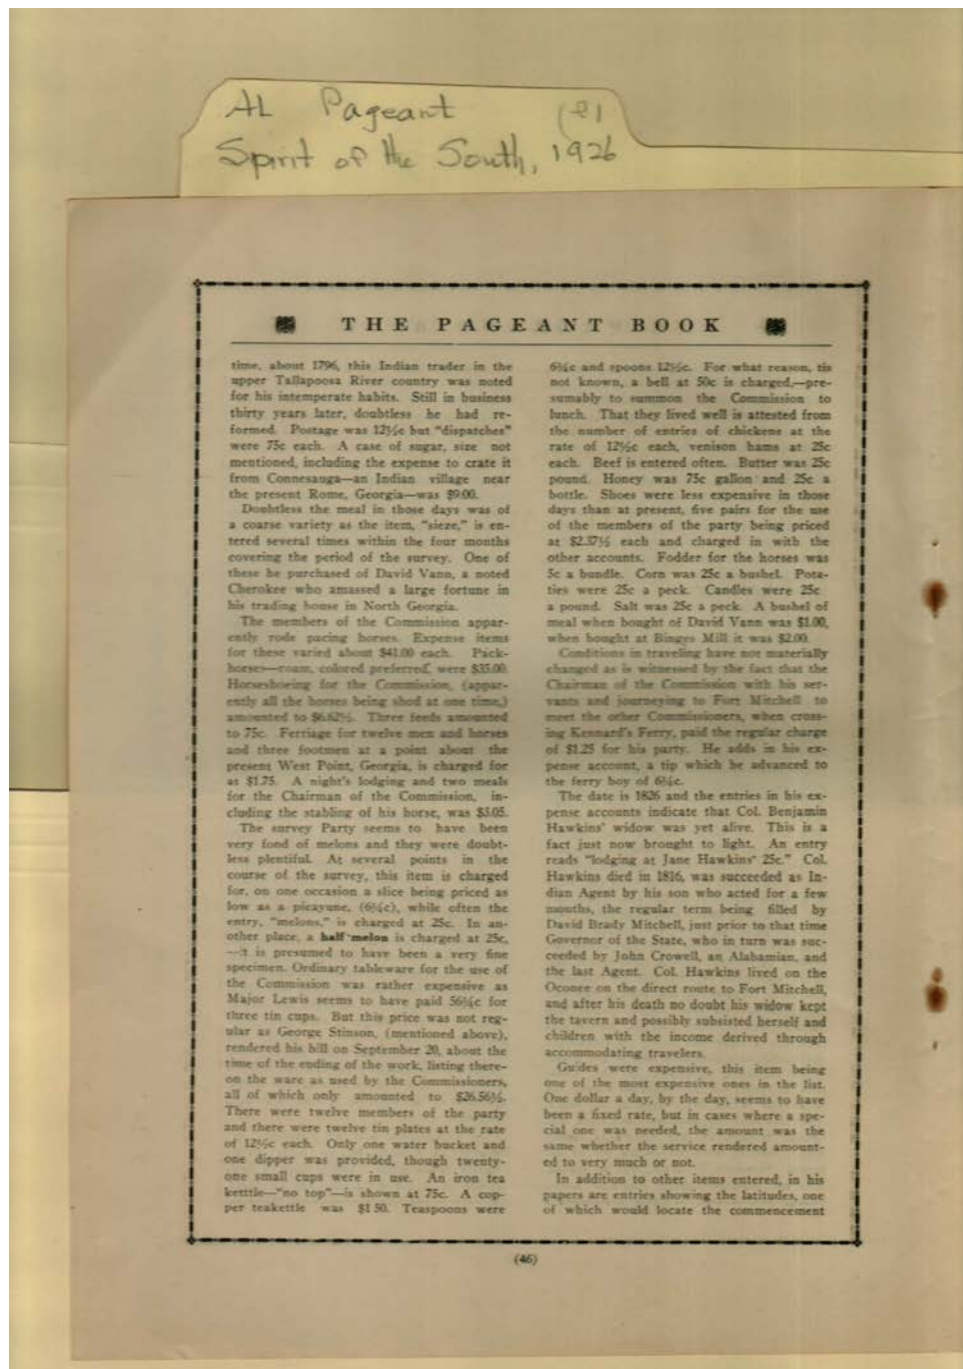 AL Pageant (P)
Spirit of the South, 1926
THE PAGEANT BOOK
time, about 1796, this Indian trader in the
upper Tallapoosa River country was noted
for his intemperate habits. Still in business
thirty years later, doubtless he had re-
formed. Postage was 12½c but "dispatches"
were 75c each. A case of sugar, size not
mentioned, including the expense to crate it
from Connesauga—an Indian village near
the present Rome, Georgia—was $9.00.
Doubtless the meal in those days was of
a coarse variety as the item, "sieze," is en-
tered several times within the four months
covering the period of the survey. One of
these he purchased of David Vann, a noted
Cherokee who amassed a large fortune in
his trading house in North Georgia.
The members of the Commission appar-
ently rode pacing horses. Expense items
for these varied about $41.00 each. Pack-
horses—roam, colored preferred, were $35.00.
Horseshoeing for the Commission, (appar-
ently all the horses being shod at one time,)
amounted to $6.62½. Three feeds amounted
to 75c. Ferriage for twelve men and horses
and three footmen at a point about the
present West Point, Georgia, is charged for
at $1.75. A night's lodging and two meals
for the Chairman of the Commission, in-
cluding the stabling of his horse, was $3.05.
The survey Party seems to have been
very fond of melons and they were doubt-
less plentiful. At several points in the
course of the survey, this item is charged
for, on one occasion a slice being priced as
low as a picayune, (6¼c), while often the
entry, "melons," is charged at 25c. In an-
other place, a half melon is charged at 25c,
—it is presumed to have been a very fine
specimen. Ordinary tableware for the use of
the Commission was rather expensive as
Major Lewis seems to have paid 56¼c for
three tin cups. But this price was not reg-
ular as George Stinson, (mentioned above),
rendered his bill on September 20, about the
time of the ending of the work, listing there-
on the ware as used by the Commissioners,
all of which only amounted to $26.56½.
There were twelve members of the party
and there were twelve tin plates at the rate
of 12½c each. Only one water bucket and
one dipper was provided, though twenty-
one small cups were in use. An iron tea
ketttle—"no top"—is shown at 75c. A cop-
per teakettle was $1 50. Teaspoons were
6¼c and spoons 12½c. For what reason, tis
not known, a bell at 50c is charged,—pre-
sumably to summon the Commission to
lunch. That they lived well is attested from
the number of entries of chickens at the
rate of 12½c each, venison hams at 25c
each. Beef is entered often. Butter was 25c
pound. Honey was 75c gallon and 25c a
bottle. Shoes were less expensive in those
days than at present, five pairs for the use
of the members of the party being priced
at $2.37½ each and charged in with the
other accounts. Fodder for the horses was
5c a bundle. Corn was 25c a bushel. Pota-
ties were 25c a peck. Candles were 25c
a pound. Salt was 25c a peck. A bushel of
meal when bought of David Vann was $1.00,
when bought at Binges Mill it was $2.00.
Conditions in traveling have not materially
changed as is witnessed by the fact that the
Chairman of the Commission with his ser-
vants and journeying to Fort Mitchell to
meet the other Commissioners, when cross-
ing Kennard's Ferry, paid the regular charge
of $1.25 for his party. He adds in his ex-
pense account, a tip which he advanced to
the ferry boy of 6¼c.
The date is 1826 and the entries in his ex-
pense accounts indicate that Col. Benjamin
Hawkins' widow was yet alive. This is a
fact just now brought to light. An entry
reads "lodging at Jane Hawkins' 25c." Col.
Hawkins died in 1816, was succeeded as In-
dian Agent by his son who acted for a few
months, the regular term being filled by
David Brady Mitchell, just prior to that time
Governor of the State, who in turn was suc-
ceeded by John Crowell, an Alabamian, and
the last Agent. Col. Hawkins lived on the
Oconee on the direct route to Fort Mitchell,
and after his death no doubt his widow kept
the tavern and possibly subsisted herself and
children with the income derived through
accommodating travelers.
Guides were expensive, this item being
one of the most expensive ones in the list.
One dollar a day, by the day, seems to have
been a fixed rate, but in cases where a spe-
cial one was needed, the amount was the
same whether the service rendered amount-
ed to very much or not.
In addition to other items entered, in his
papers are entries showing the latitudes, one
of which would locate the commencement
(46)